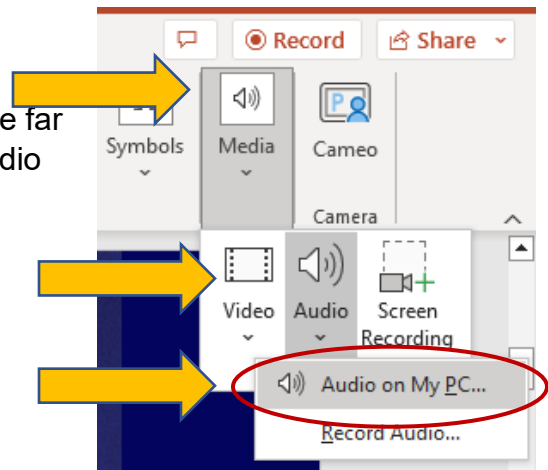 Record Share
e far
dio
Symbols Media Cameo
Camera
Video Audio Screen
Recording
Audio on My PC...
Record Audio...